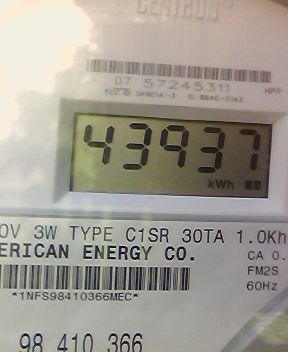 CENTRON®
07 57245311
43937
kWh
0V 3W TYPE C1SR 30TA 1.0Kh
ERICAN ENERGY CO.
CA 0.
FM2S
60Hz
*1NFS98410366MEC*
98 410 366